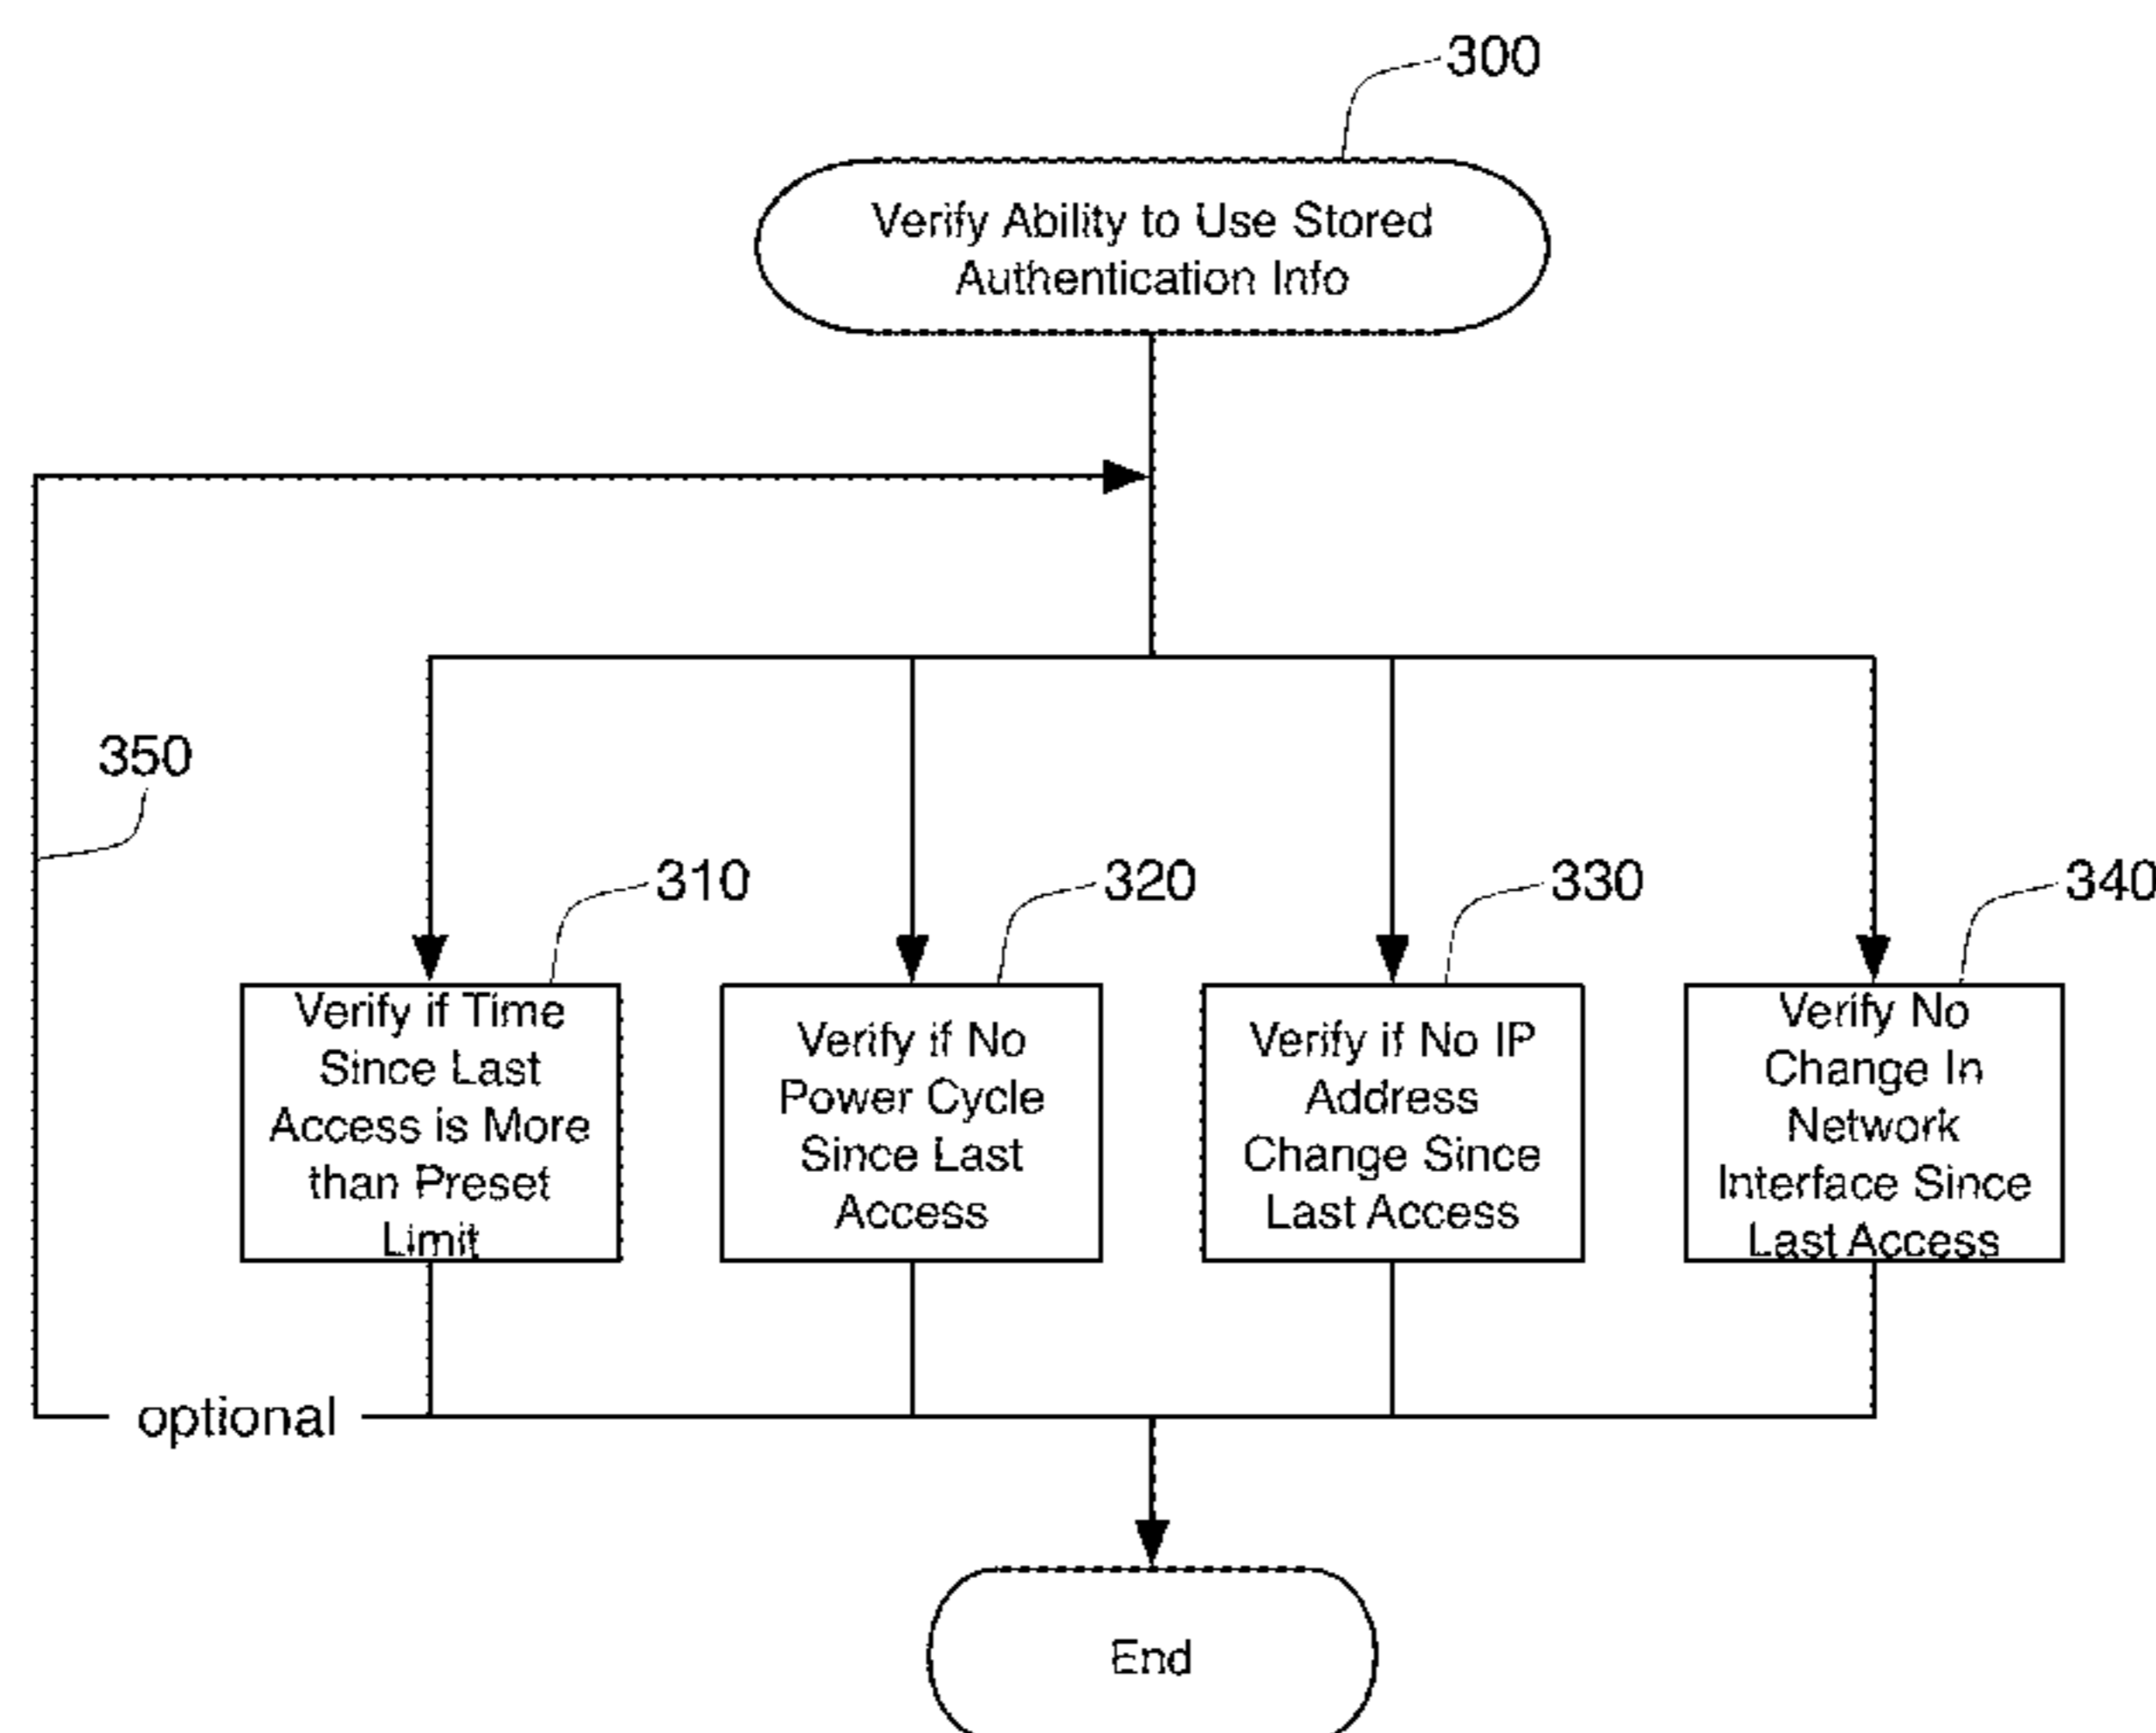 300
Verify Ability to Use Stored
Authentication Info
350
310
320
330
340
Verify if Time
Since Last
Access is More
than Preset
Limit
Verify if No
Power Cycle
Since Last
Access
Verify if No IP
Address
Change Since
Last Access
Verify No
Change In
Network
Interface Since
Last Access
optional
End